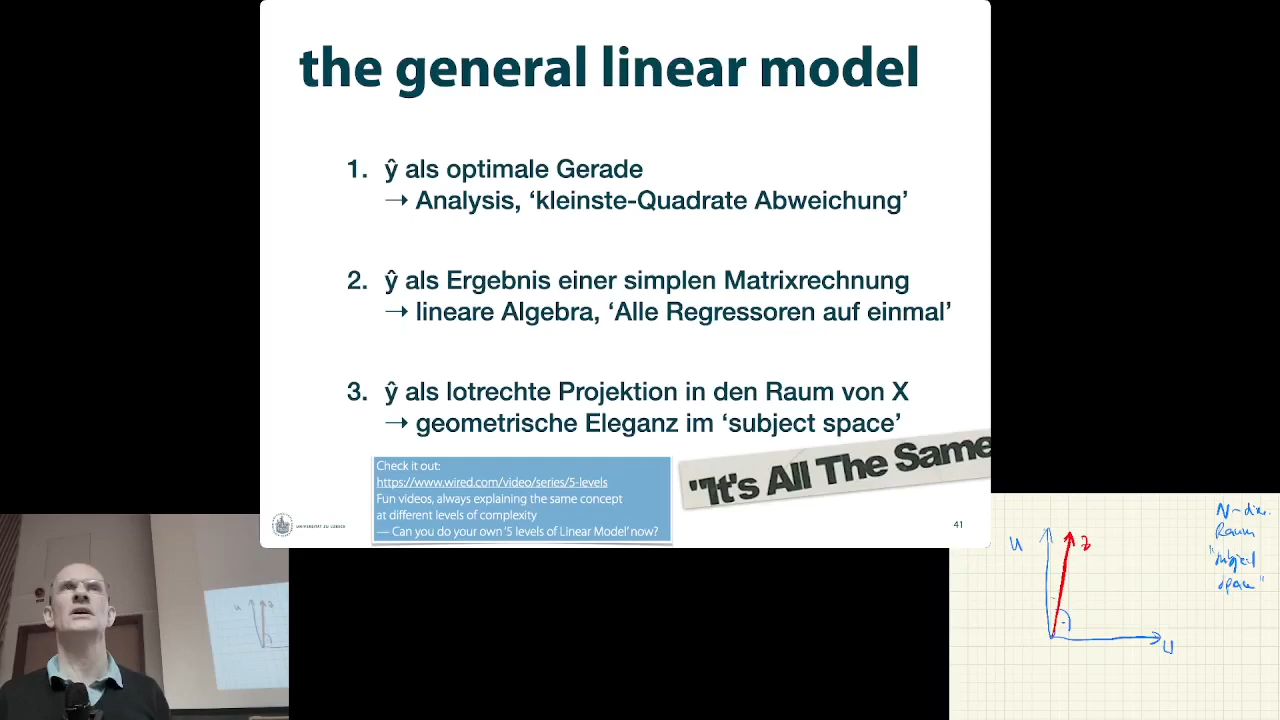 the general linear model
1. ŷ als optimale Gerade
→ Analysis, ‘kleinste-Quadrate Abweichung’
2. ŷ als Ergebnis einer simplen Matrixrechnung
→ lineare Algebra, ‘Alle Regressoren auf einmal’
3. ŷ als lotrechte Projektion in den Raum von X
→ geometrische Eleganz im ‘subject space’
"It's All The Same
Check it out:
https://www.wired.com/video/series/5-levels
Fun videos, always explaining the same concept
at different levels of complexity
— Can you do your own ‘5 levels of Linear Model’ now?
UNIVERSITÄT ZU LÜBECK
41
N-dim.
Raum
"subject
space"
u
z
u